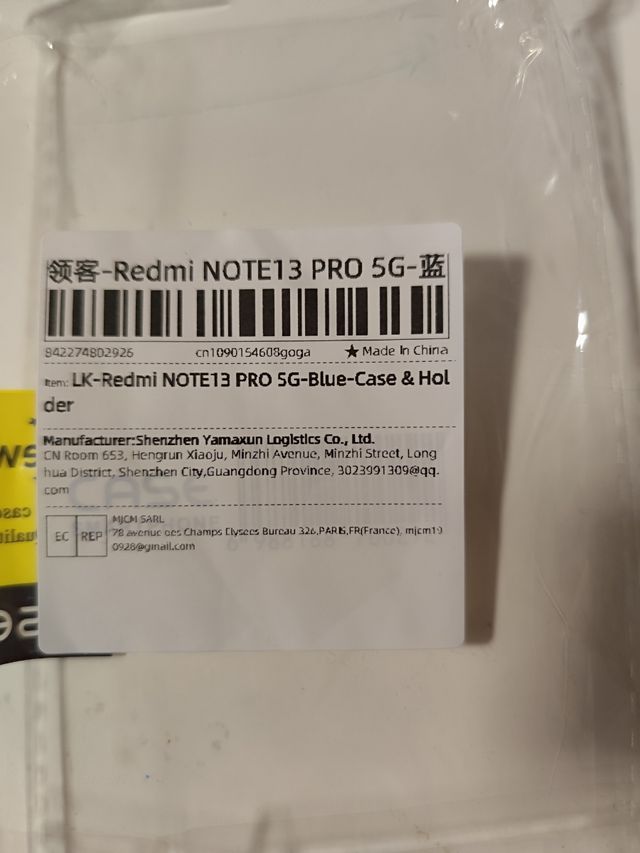 领客-Redmi NOTE13 PRO 5G-蓝
842274802926 cn1090154608goga ★ Made In China
Item: LK-Redmi NOTE13 PRO 5G-Blue-Case & Hol
der
Manufacturer:Shenzhen Yamaxun Logistics Co., Ltd.
CN Room 653, Hengrun Xiaoju, Minzhi Avenue, Minzhi Street, Long
hua District, Shenzhen City,Guangdong Province, 3023991309@qq.
com
CASE
EC REP
MJCM SARL
78 avenue des Champs Elysees Bureau 326,PARIS,FR(France), mjcm19
0928@gmail.com